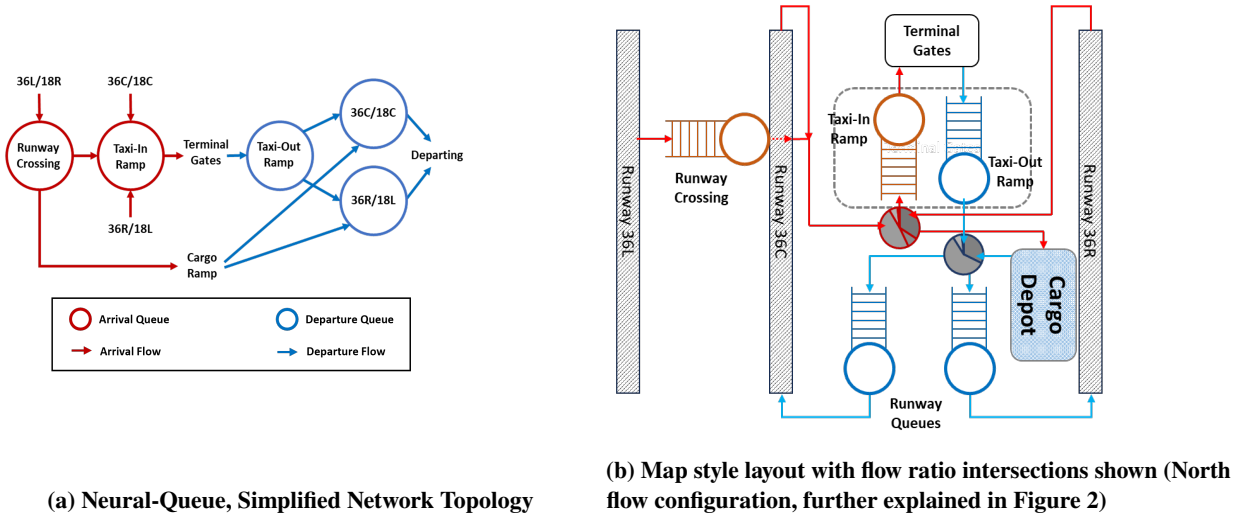 36L/18R
36C/18C
Runway
Crossing
Taxi-In
Ramp
Terminal
Gates
Taxi-Out
Ramp
36C/18C
36R/18L
Departing
36R/18L
Cargo
Ramp
Arrival Queue
Departure Queue
Arrival Flow
Departure Flow
(a) Neural-Queue, Simplified Network Topology
Runway 36L
Runway
Crossing
Runway 36C
Terminal
Gates
Taxi-In
Ramp
Taxi-Out
Ramp
Runway 36R
Cargo
Depot
Runway
Queues
(b) Map style layout with flow ratio intersections shown (North
flow configuration, further explained in Figure 2)